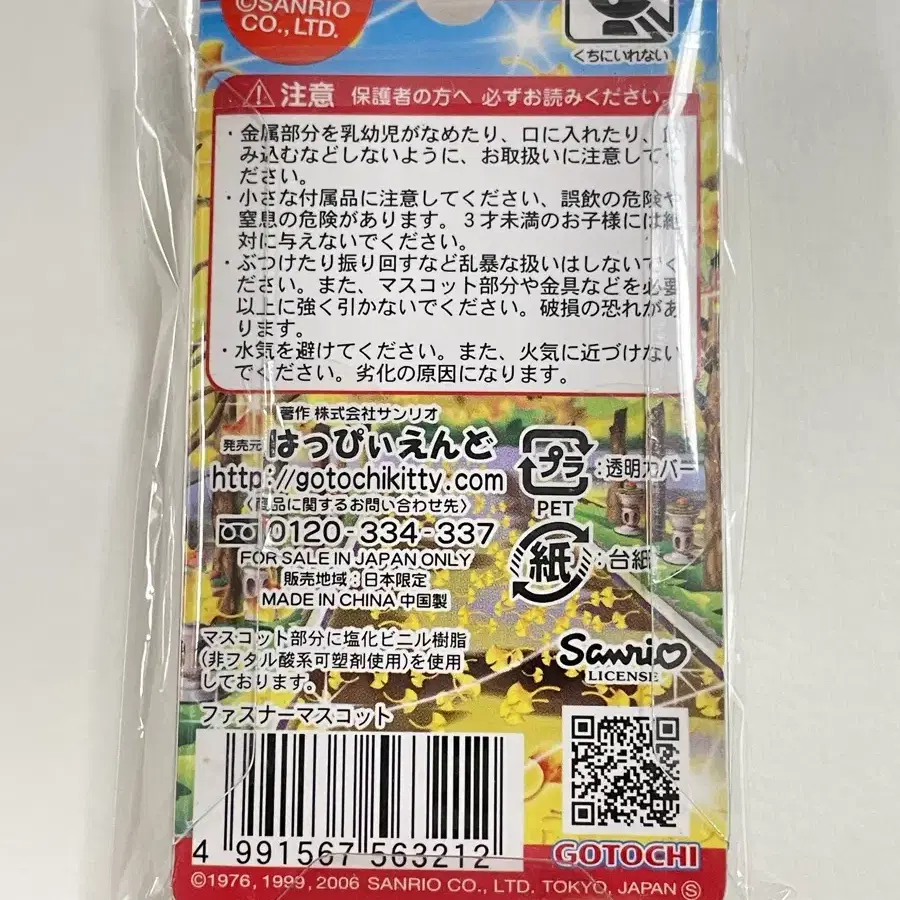 ©SANRIO
CO., LTD.
くちにいれない
注意 保護者の方へ 必ずお読みください。
・金属部分を乳幼児がなめたり、口に入れたり、飲
み込むなどしないように、お取扱いに注意してく
ださい。
・小さな付属品に注意してください、誤飲の危険や
窒息の危険があります。3才未満のお子様には絶
対に与えないでください。
・ぶつけたり振り回すなど乱暴な扱いはしないでく
ださい。また、マスコット部分や金具などを必要
以上に強く引かないでください。破損の恐れがあ
ります。
・水気を避けてください。また、火気に近づけない
でください。劣化の原因になります。
著作 株式会社サンリオ
発売元 はっぴぃえんど
http://gotochikitty.com
〈商品に関するお問い合わせ先〉
0120-334-337
FOR SALE IN JAPAN ONLY
販売地域:日本限定
MADE IN CHINA 中国製
プラ :透明カバー
PET
紙 :台紙
マスコット部分に塩化ビニル樹脂
(非フタル酸系可塑剤使用)を使用
しております。
Sanrio
LICENSE
ファスナーマスコット
4 991567 563212
GOTOCHI
©1976, 1999, 2006 SANRIO CO., LTD. TOKYO, JAPAN Ⓢ